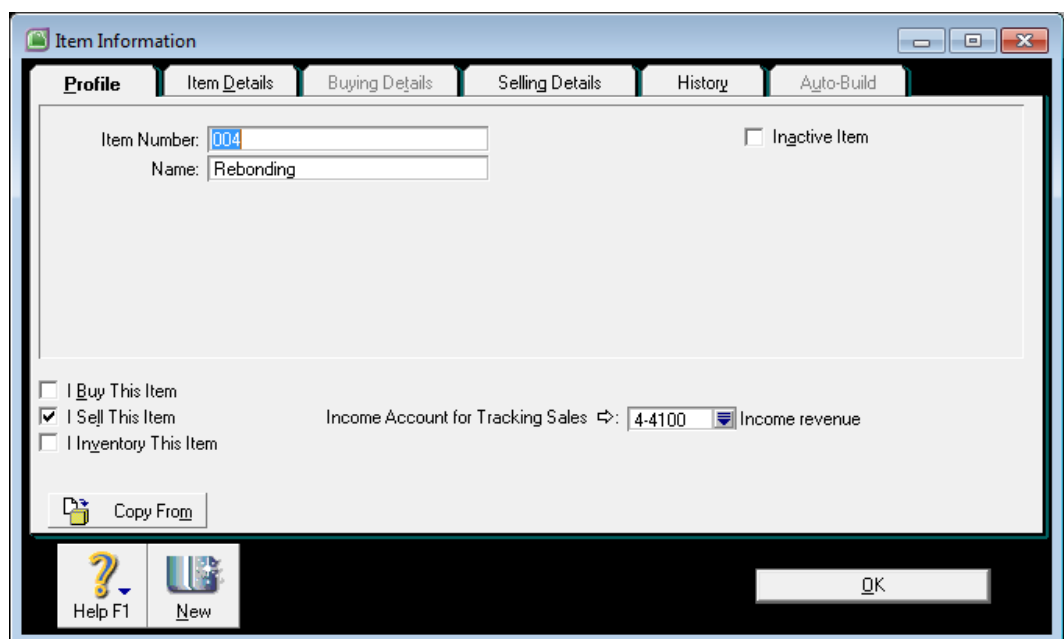 Item Information
Profile Item Details Buying Details Selling Details History Auto-Build
Item Number: 004 Inactive Item
Name: Rebonding
I Buy This Item
I Sell This Item Income Account for Tracking Sales ⇨: 4-4100 Income revenue
I Inventory This Item
Copy From
Help F1 New OK